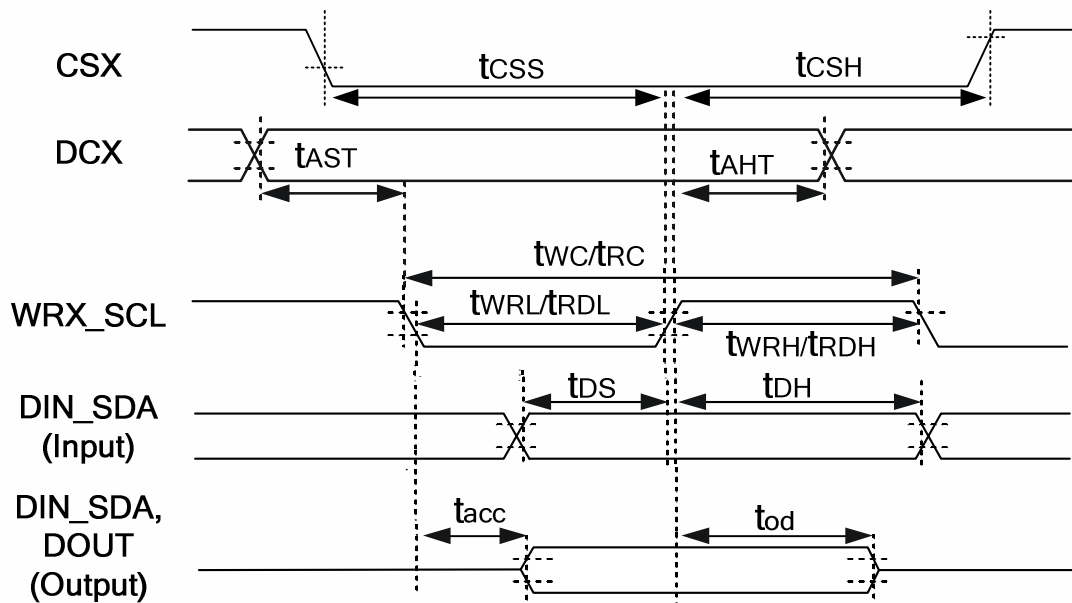 CSX
tCSS
tCSH
DCX
tAST
tAHT
tWC/tRC
WRX_SCL
tWRL/tRDL
tWRH/tRDH
DIN_SDA
(Input)
tDS
tDH
DIN_SDA,
DOUT
(Output)
tacc
tod